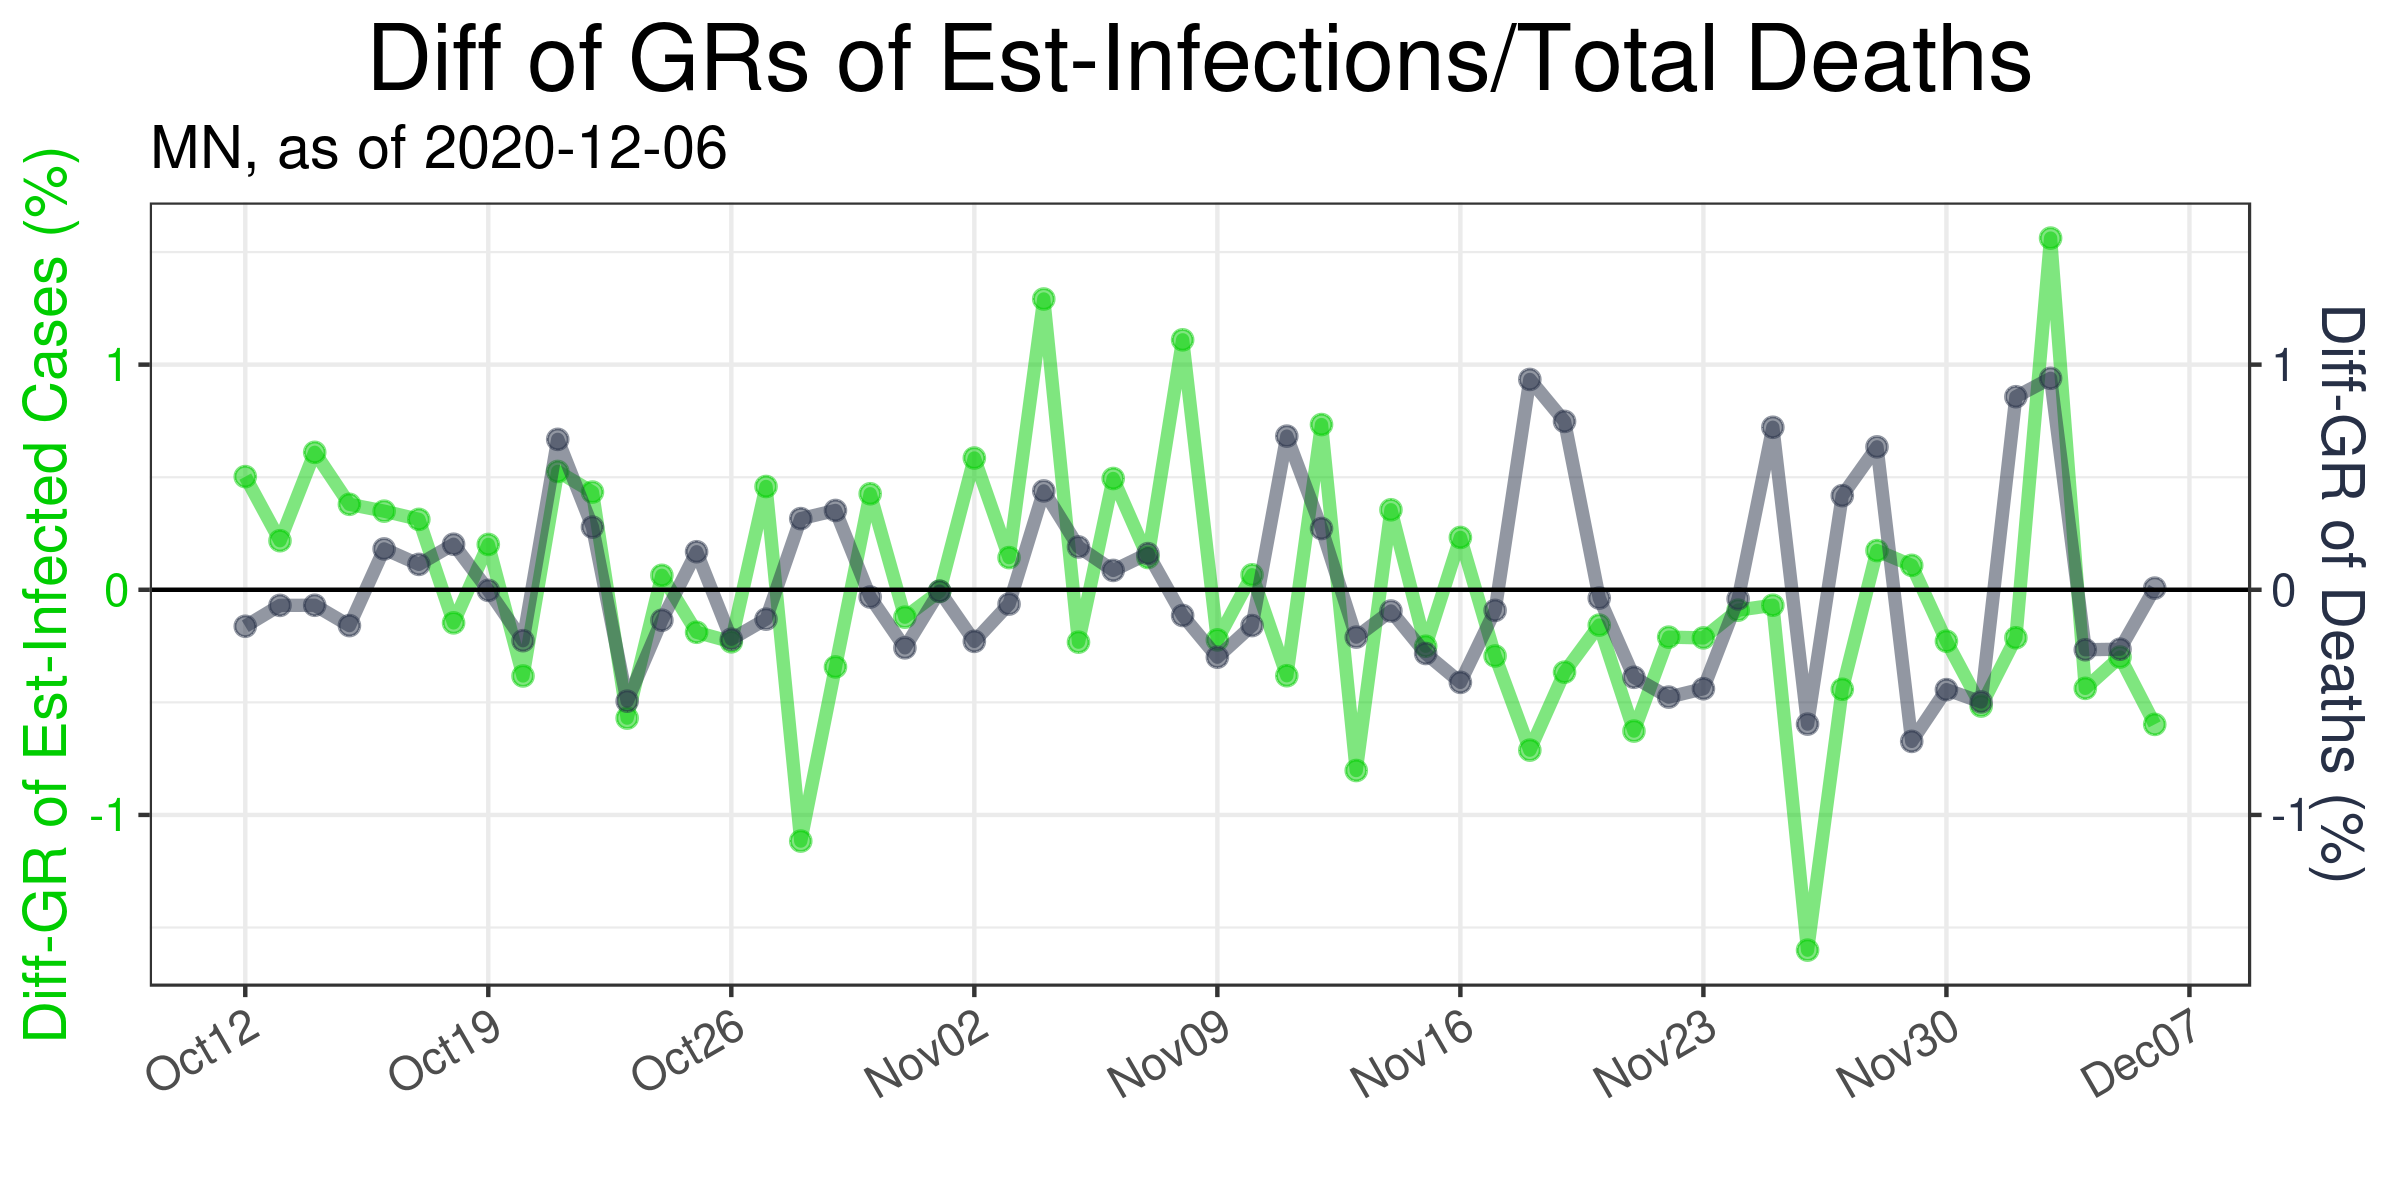 Diff of GRs of Est-Infections/Total Deaths
MN, as of 2020-12-06
Diff-GR of Est-Infected Cases (%)
1
0
-1
1
0
-1
Diff-GR of Deaths (%)
Oct12
Oct19
Oct26
Nov02
Nov09
Nov16
Nov23
Nov30
Dec07